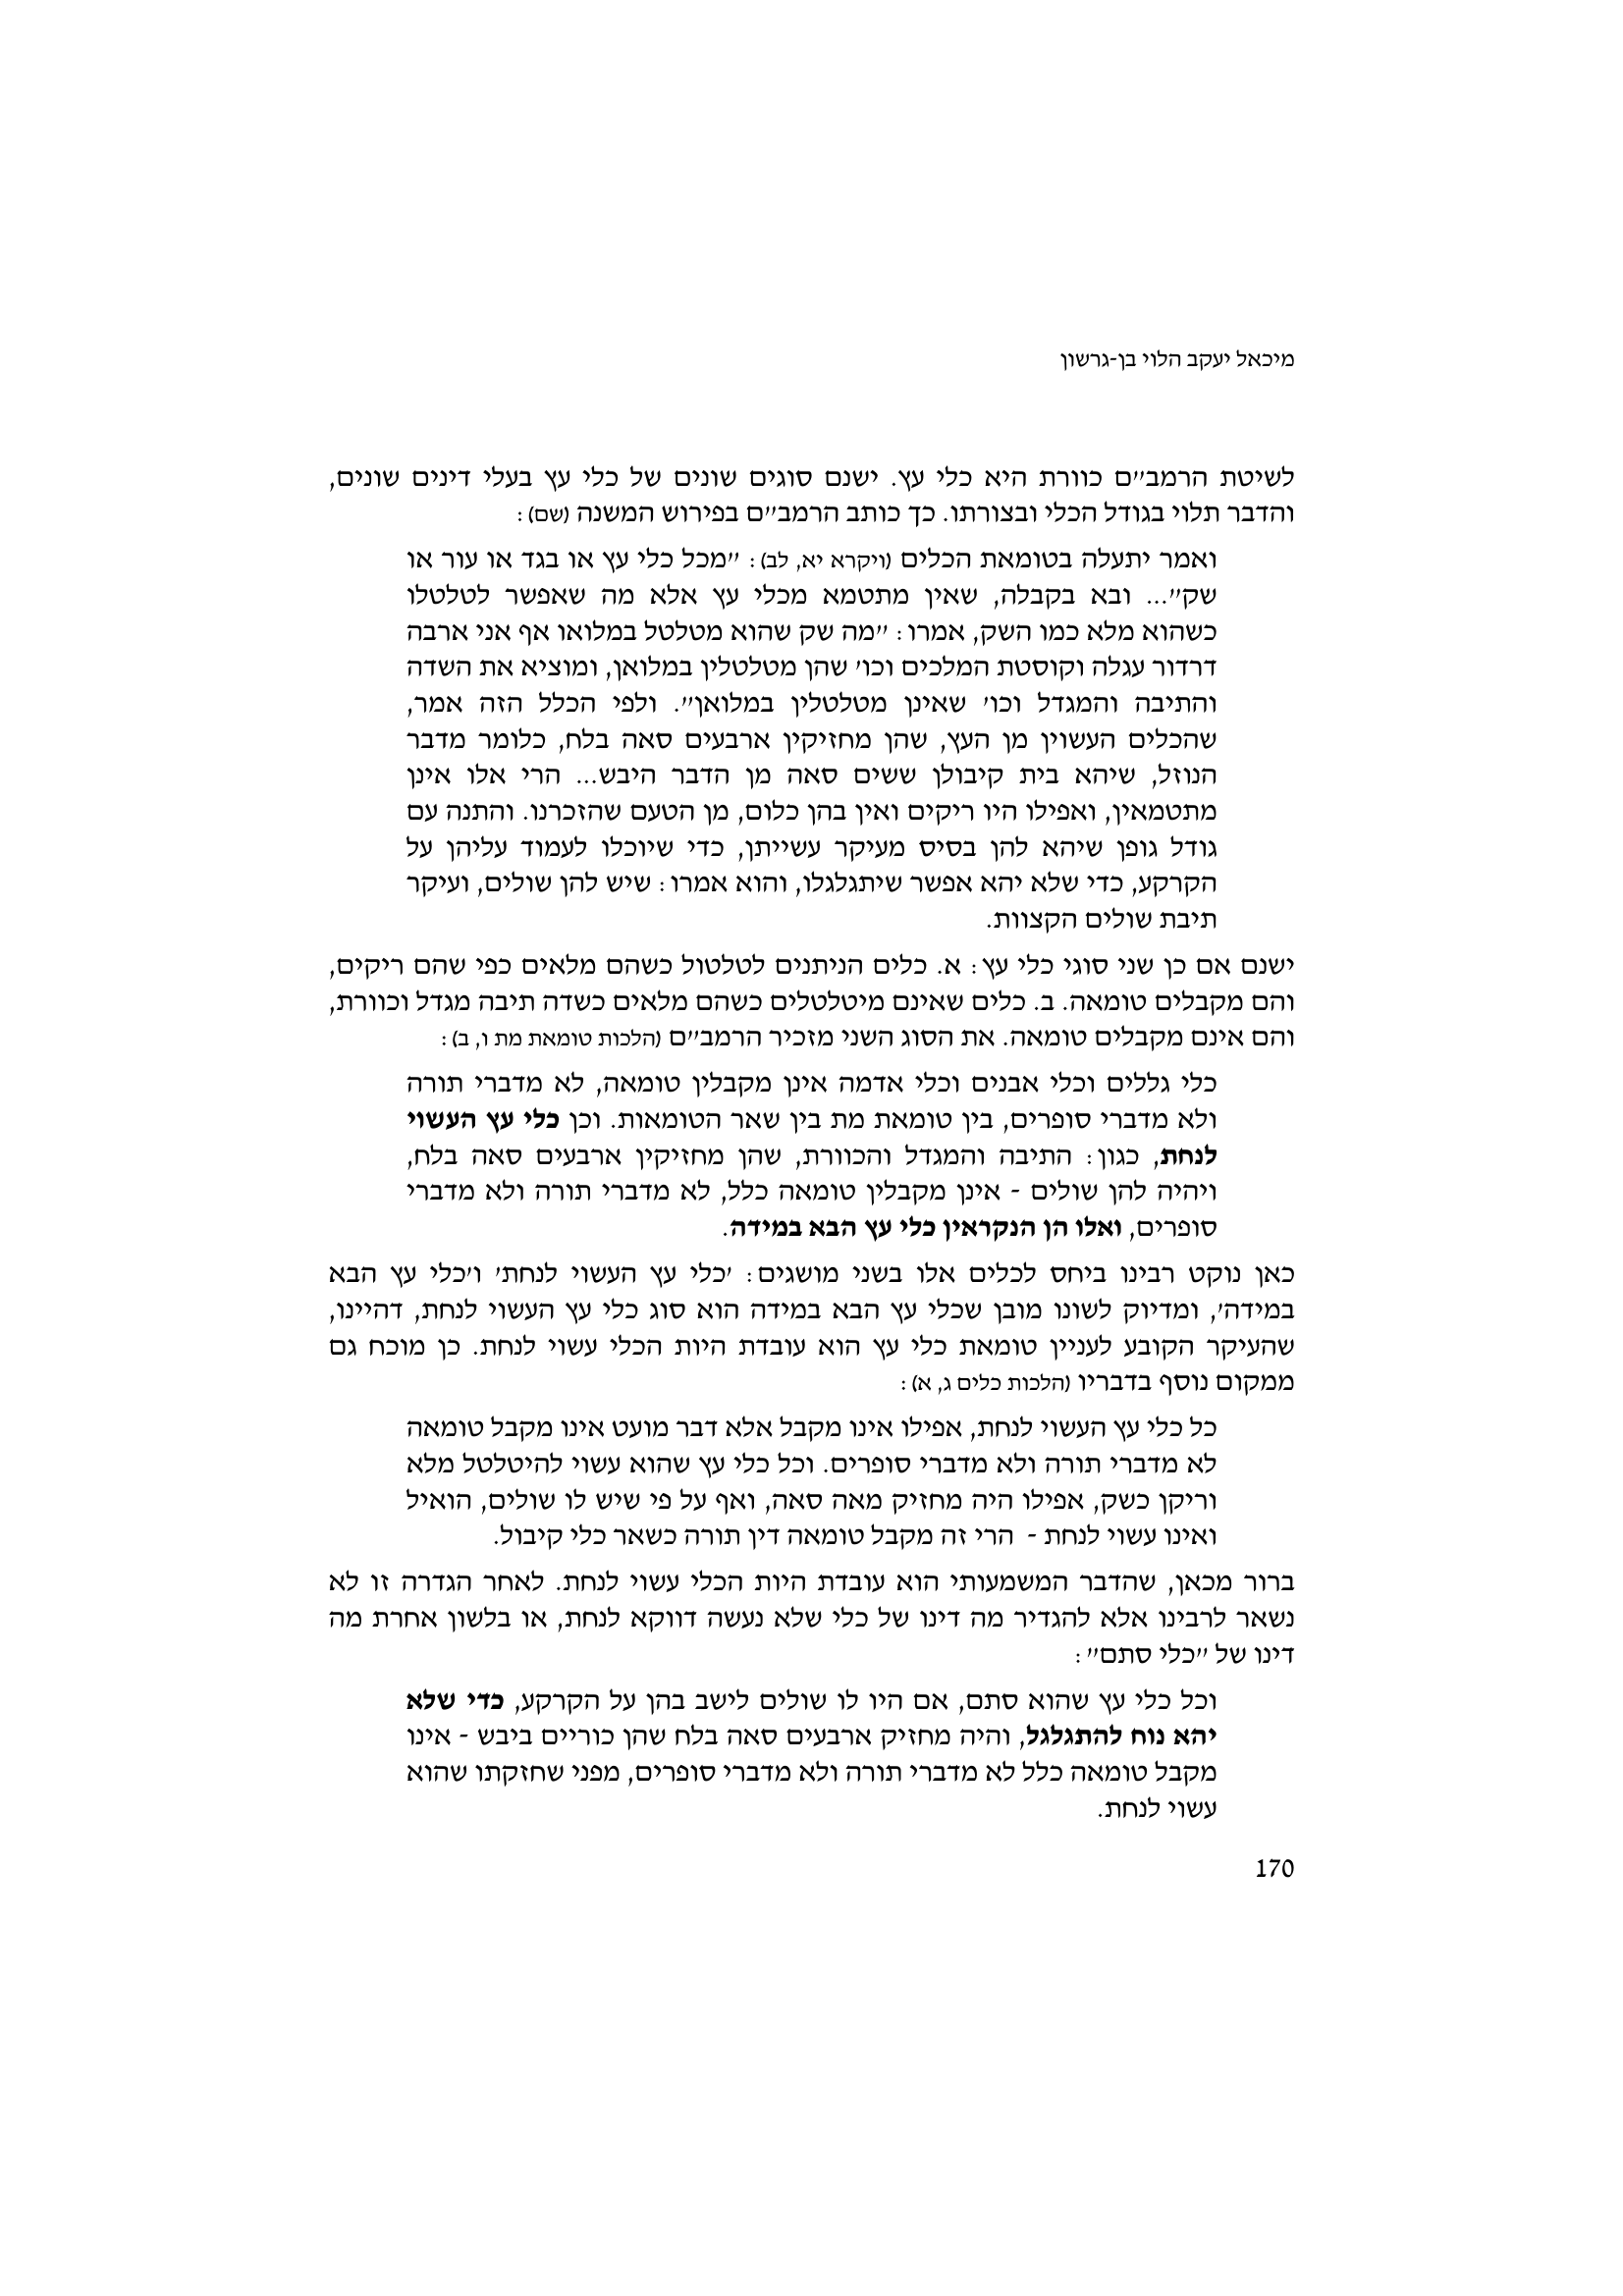 מיכאל יעקב הלוי בן-גרשון
לשיטת הרמב״ם כוורת היא כלי עץ. ישנם סוגים שונים של כלי עץ בעלי דינים שונים,
והדבר תלוי בגודל הכלי ובצורתו. כך כותב הרמב״ם בפירוש המשנה (שם):
ואמר יתעלה בטומאת הכלים (ויקרא יא, לב): ״מכל כלי עץ או בגד או עור או
שק״... ובא בקבלה, שאין מתטמא מכלי עץ אלא מה שאפשר לטלטלו
כשהוא מלא כמו השק, אמרו: ״מה שק שהוא מטלטל במלואו אף אני ארבה
דרדור עגלה וקוסטת המלכים וכו׳ שהן מטלטלין במלואן, ומוציא את השדה
והתיבה והמגדל וכו׳ שאינן מטלטלין במלואן״. ולפי הכלל הזה אמר,
שהכלים העשוין מן העץ, שהן מחזיקין ארבעים סאה בלח, כלומר מדבר
הנוזל, שיהא בית קיבולן ששים סאה מן הדבר היבש... הרי אלו אינן
מתטמאין, ואפילו היו ריקים ואין בהן כלום, מן הטעם שהזכרנו. והתנה עם
גודל גופן שיהא להן בסיס מעיקר עשייתן, כדי שיוכלו לעמוד עליהן על
הקרקע, כדי שלא יהא אפשר שיתגלגלו, והוא אמרו: שיש להן שולים, ועיקר
תיבת שולים הקצוות.
ישנם אם כן שני סוגי כלי עץ: א. כלים הניתנים לטלטול כשהם מלאים כפי שהם ריקים,
והם מקבלים טומאה. ב. כלים שאינם מיטלטלים כשהם מלאים כשדה תיבה מגדל וכוורת,
והם אינם מקבלים טומאה. את הסוג השני מזכיר הרמב״ם (הלכות טומאת מת ו, ב):
כלי גללים וכלי אבנים וכלי אדמה אינן מקבלין טומאה, לא מדברי תורה
ולא מדברי סופרים, בין טומאת מת בין שאר הטומאות. וכן כלי עץ העשוי
לנחת, כגון: התיבה והמגדל והכוורת, שהן מחזיקין ארבעים סאה בלח,
ויהיה להן שולים - אינן מקבלין טומאה כלל, לא מדברי תורה ולא מדברי
סופרים, ואלו הן הנקראין כלי עץ הבא במידה.
כאן נוקט רבינו ביחס לכלים אלו בשני מושגים: ׳כלי עץ העשוי לנחת׳ ו׳כלי עץ הבא
במידה׳, ומדיוק לשונו מובן שכלי עץ הבא במידה הוא סוג כלי עץ העשוי לנחת, דהיינו,
שהעיקר הקובע לעניין טומאת כלי עץ הוא עובדת היות הכלי עשוי לנחת. כן מוכח גם
ממקום נוסף בדבריו (הלכות כלים ג, א):
כל כלי עץ העשוי לנחת, אפילו אינו מקבל אלא דבר מועט אינו מקבל טומאה
לא מדברי תורה ולא מדברי סופרים. וכל כלי עץ שהוא עשוי להיטלטל מלא
וריקן כשק, אפילו היה מחזיק מאה סאה, ואף על פי שיש לו שולים, הואיל
ואינו עשוי לנחת - הרי זה מקבל טומאה דין תורה כשאר כלי קיבול.
ברור מכאן, שהדבר המשמעותי הוא עובדת היות הכלי עשוי לנחת. לאחר הגדרה זו לא
נשאר לרבינו אלא להגדיר מה דינו של כלי שלא נעשה דווקא לנחת, או בלשון אחרת מה
דינו של ״כלי סתם״:
וכל כלי עץ שהוא סתם, אם היו לו שולים לישב בהן על הקרקע, כדי שלא
יהא נוח להתגלגל, והיה מחזיק ארבעים סאה בלח שהן כוריים ביבש - אינו
מקבל טומאה כלל לא מדברי תורה ולא מדברי סופרים, מפני שחזקתו שהוא
עשוי לנחת.
170